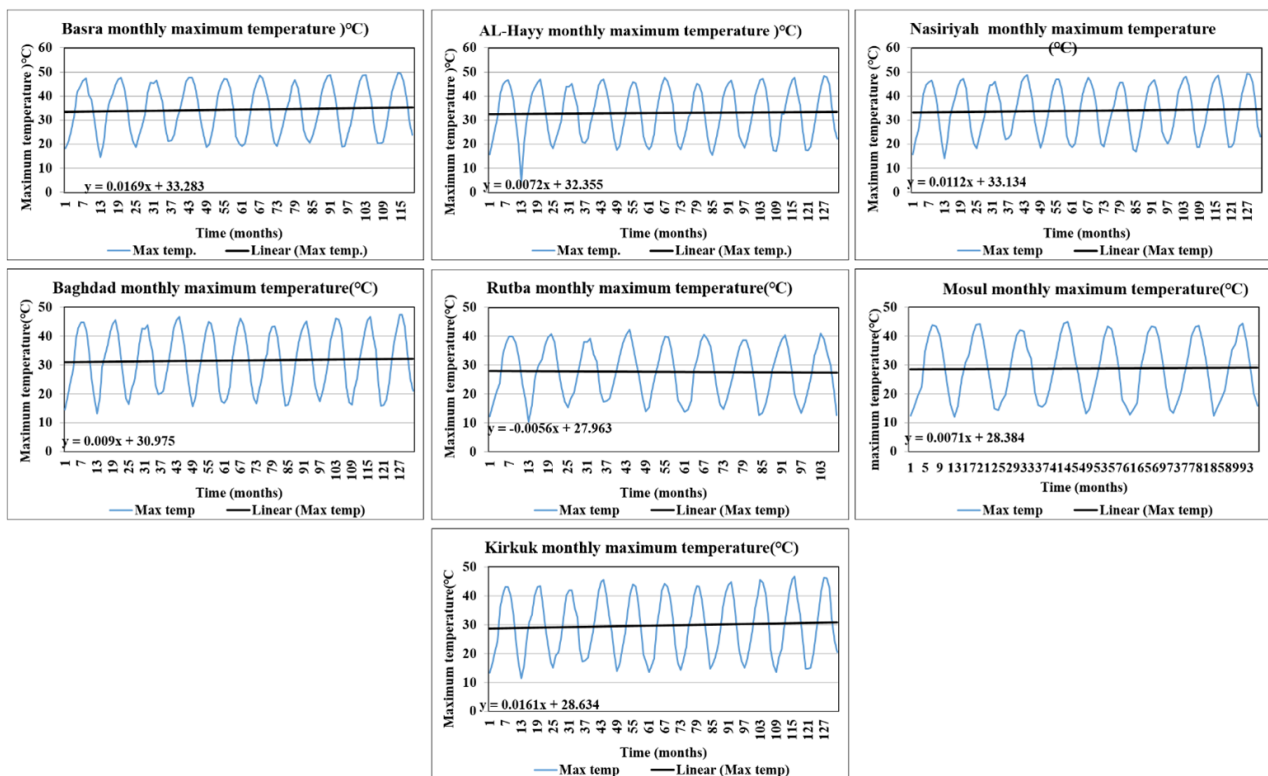 Basra monthly maximum temperature )°C)
Maximum temperature )°C)
60
50
40
30
20
10
0
y = 0.0169x + 33.283
1 7 13 19 25 31 37 43 49 55 61 67 73 79 85 91 97 103 109 115
Time (months)
Max temp. Linear (Max temp.)
AL-Hayy monthly maximum temperature )°C)
Maximum temperature )°C)
60
50
40
30
20
10
0
y = 0.0072x + 32.355
1 7 13 19 25 31 37 43 49 55 61 67 73 79 85 91 97 103 109 115 121 127
Time (months)
Max temp. Linear (Max temp.)
Nasiriyah monthly maximum temperature
(°C)
Maximum temperature (°C)
60
50
40
30
20
10
0
y = 0.0112x + 33.134
1 7 13 19 25 31 37 43 49 55 61 67 73 79 85 91 97 103 109 115 121 127
Time (months)
Max temp Linear (Max temp)
Baghdad monthly maximum temperature(°C)
Maximum temperature(°C)
50
40
30
20
10
0
y = 0.009x + 30.975
1 7 13 19 25 31 37 43 49 55 61 67 73 79 85 91 97 103 109 115 121 127
Time (months)
Max temp Linear (Max temp)
Rutba monthly maximum temperature(°C)
Maximum temperature(°C)
50
40
30
20
10
0
y = -0.0056x + 27.963
1 7 13 19 25 31 37 43 49 55 61 67 73 79 85 91 97 103
Time (months)
Max temp Linear (Max temp)
Mosul monthly maximum temperature(°C)
maximum temperature(°C)
50
40
30
20
10
0
y = 0.0071x + 28.384
1 5 9 13172125293337414549535761656973778185899 3
Time (months)
Max temp Linear (Max temp)
Kirkuk monthly maximum temperature(°C)
Maximum temperature(°C
50
40
30
20
10
0
y = 0.0161x + 28.634
1 7 13 19 25 31 37 43 49 55 61 67 73 79 85 91 97 103 109 115 121 127
Time (months)
Max temp Linear (Max temp)